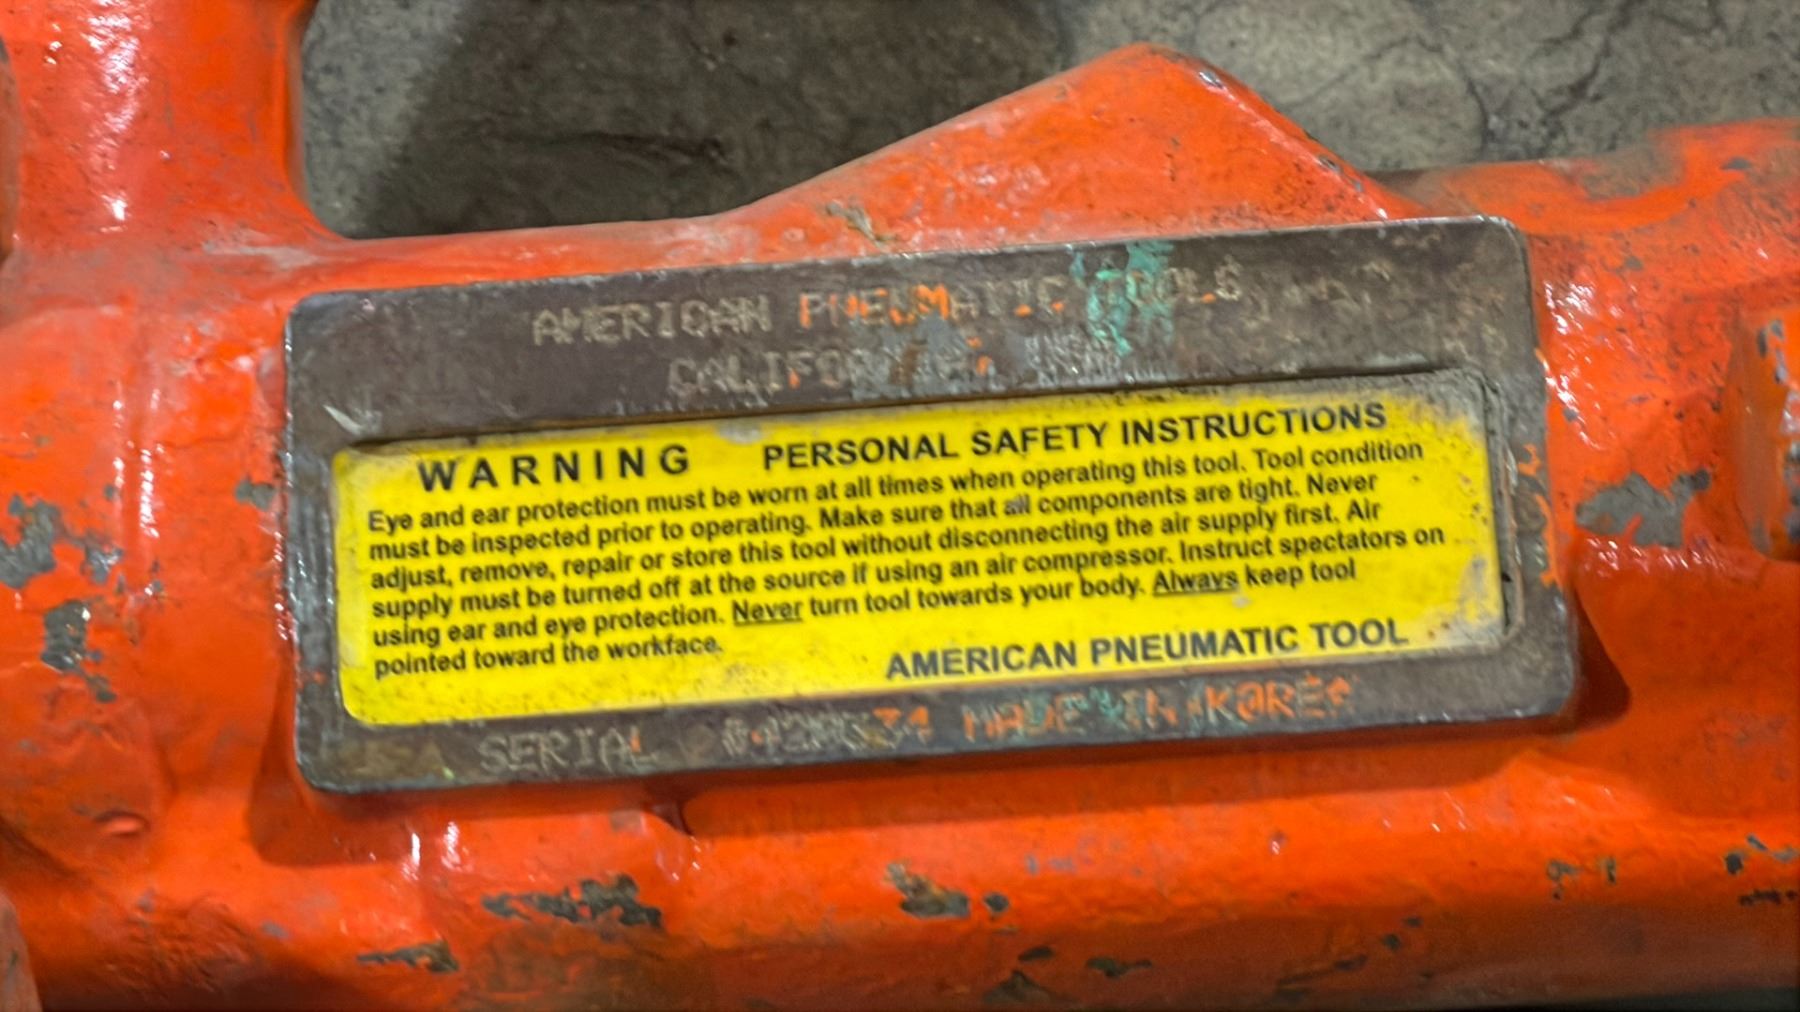 AMERICAN PNEUMATIC TOOLS
WARNING PERSONAL SAFETY INSTRUCTIONS
Eye and ear protection must be worn at all times when operating this tool. Tool condition
must be inspected prior to operating. Make sure that all components are tight. Never
adjust, remove, repair or store this tool without disconnecting the air supply first. Air
supply must be turned off at the source if using an air compressor. Instruct spectators on
using ear and eye protection. Never turn tool towards your body. Always keep tool
pointed toward the workface.
AMERICAN PNEUMATIC TOOL
SERIAL MADE IN KOREA